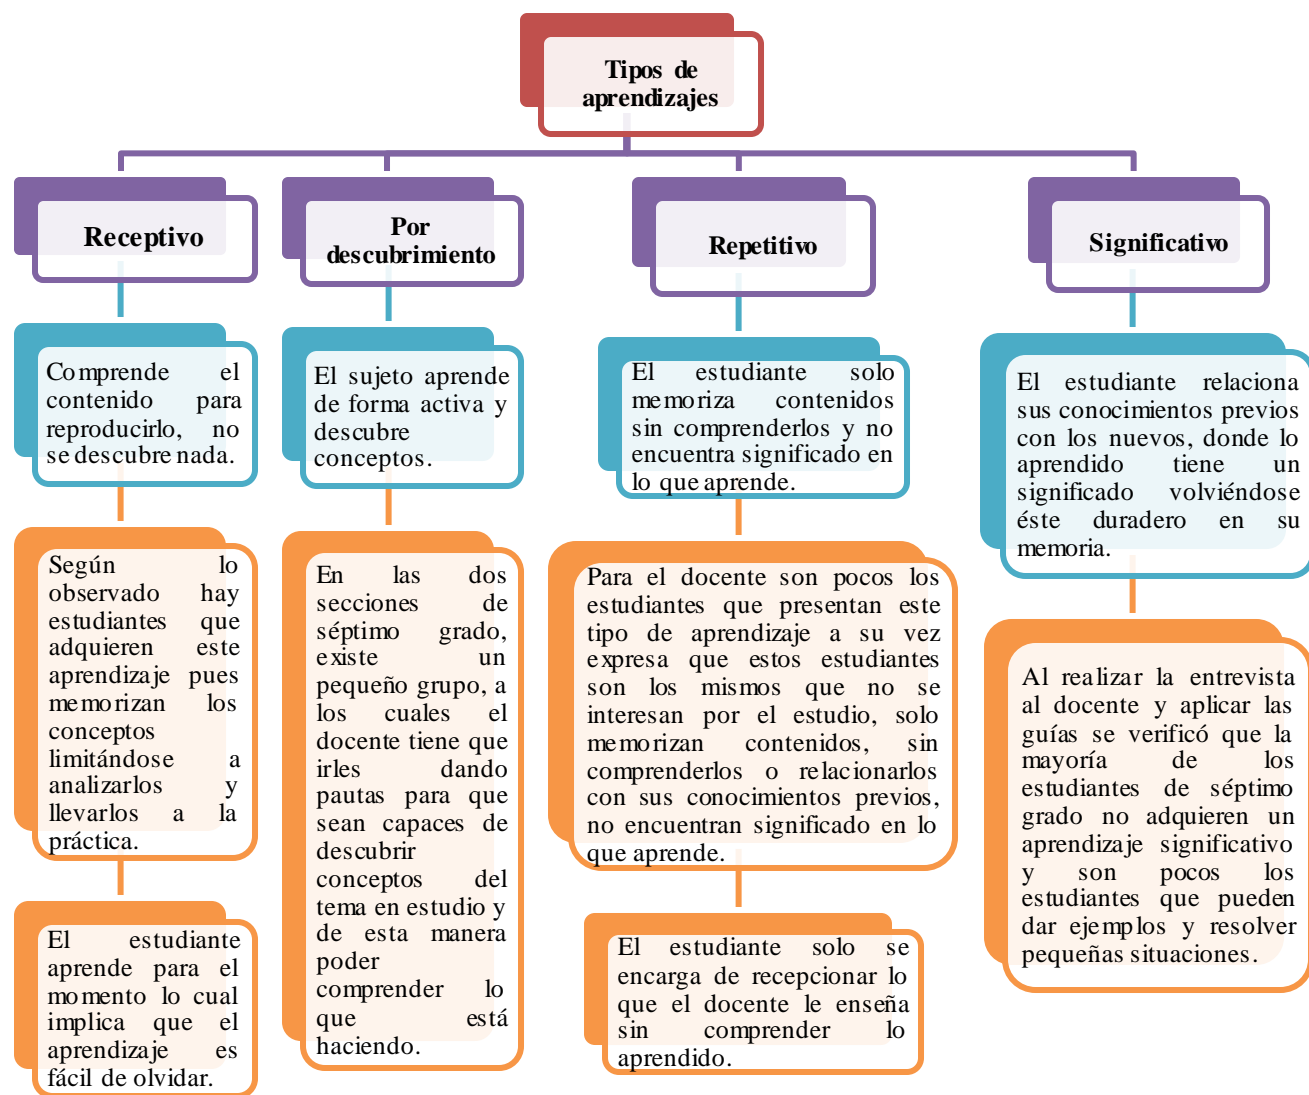 Tipos de
aprendizajes
Receptivo
Comprende el
contenido para
reproducirlo, no
se descubre nada.
Según lo
observado hay
estudiantes que
adquieren este
aprendizaje pues
memorizan los
conceptos
limitándose a
analizarlos y
llevarlos a la
práctica.
El estudiante
aprende para el
momento lo cual
implica que el
aprendizaje es
fácil de olvidar.
Por
descubrimiento
El sujeto aprende
de forma activa y
descubre
conceptos.
En las dos
secciones de
séptimo grado,
existe un
pequeño grupo, a
los cuales el
docente tiene que
irles dando
pautas para que
sean capaces de
descubrir
conceptos del
tema en estudio y
de esta manera
poder
comprender lo
que está
haciendo.
Repetitivo
El estudiante solo
memoriza contenidos
sin comprenderlos y no
encuentra significado en
lo que aprende.
Para el docente son pocos los
estudiantes que presentan este
tipo de aprendizaje a su vez
expresa que estos estudiantes
son los mismos que no se
interesan por el estudio, solo
memorizan contenidos, sin
comprenderlos o relacionarlos
con sus conocimientos previos,
no encuentran significado en lo
que aprende.
El estudiante solo se
encarga de recepcionar lo
que el docente le enseña
sin comprender lo
aprendido.
Significativo
El estudiante relaciona
sus conocimientos previos
con los nuevos, donde lo
aprendido tiene un
significado volviéndose
éste duradero en su
memoria.
Al realizar la entrevista
al docente y aplicar las
guías se verificó que la
mayoría de los
estudiantes de séptimo
grado no adquieren un
aprendizaje significativo
y son pocos los
estudiantes que pueden
dar ejemplos y resolver
pequeñas situaciones.